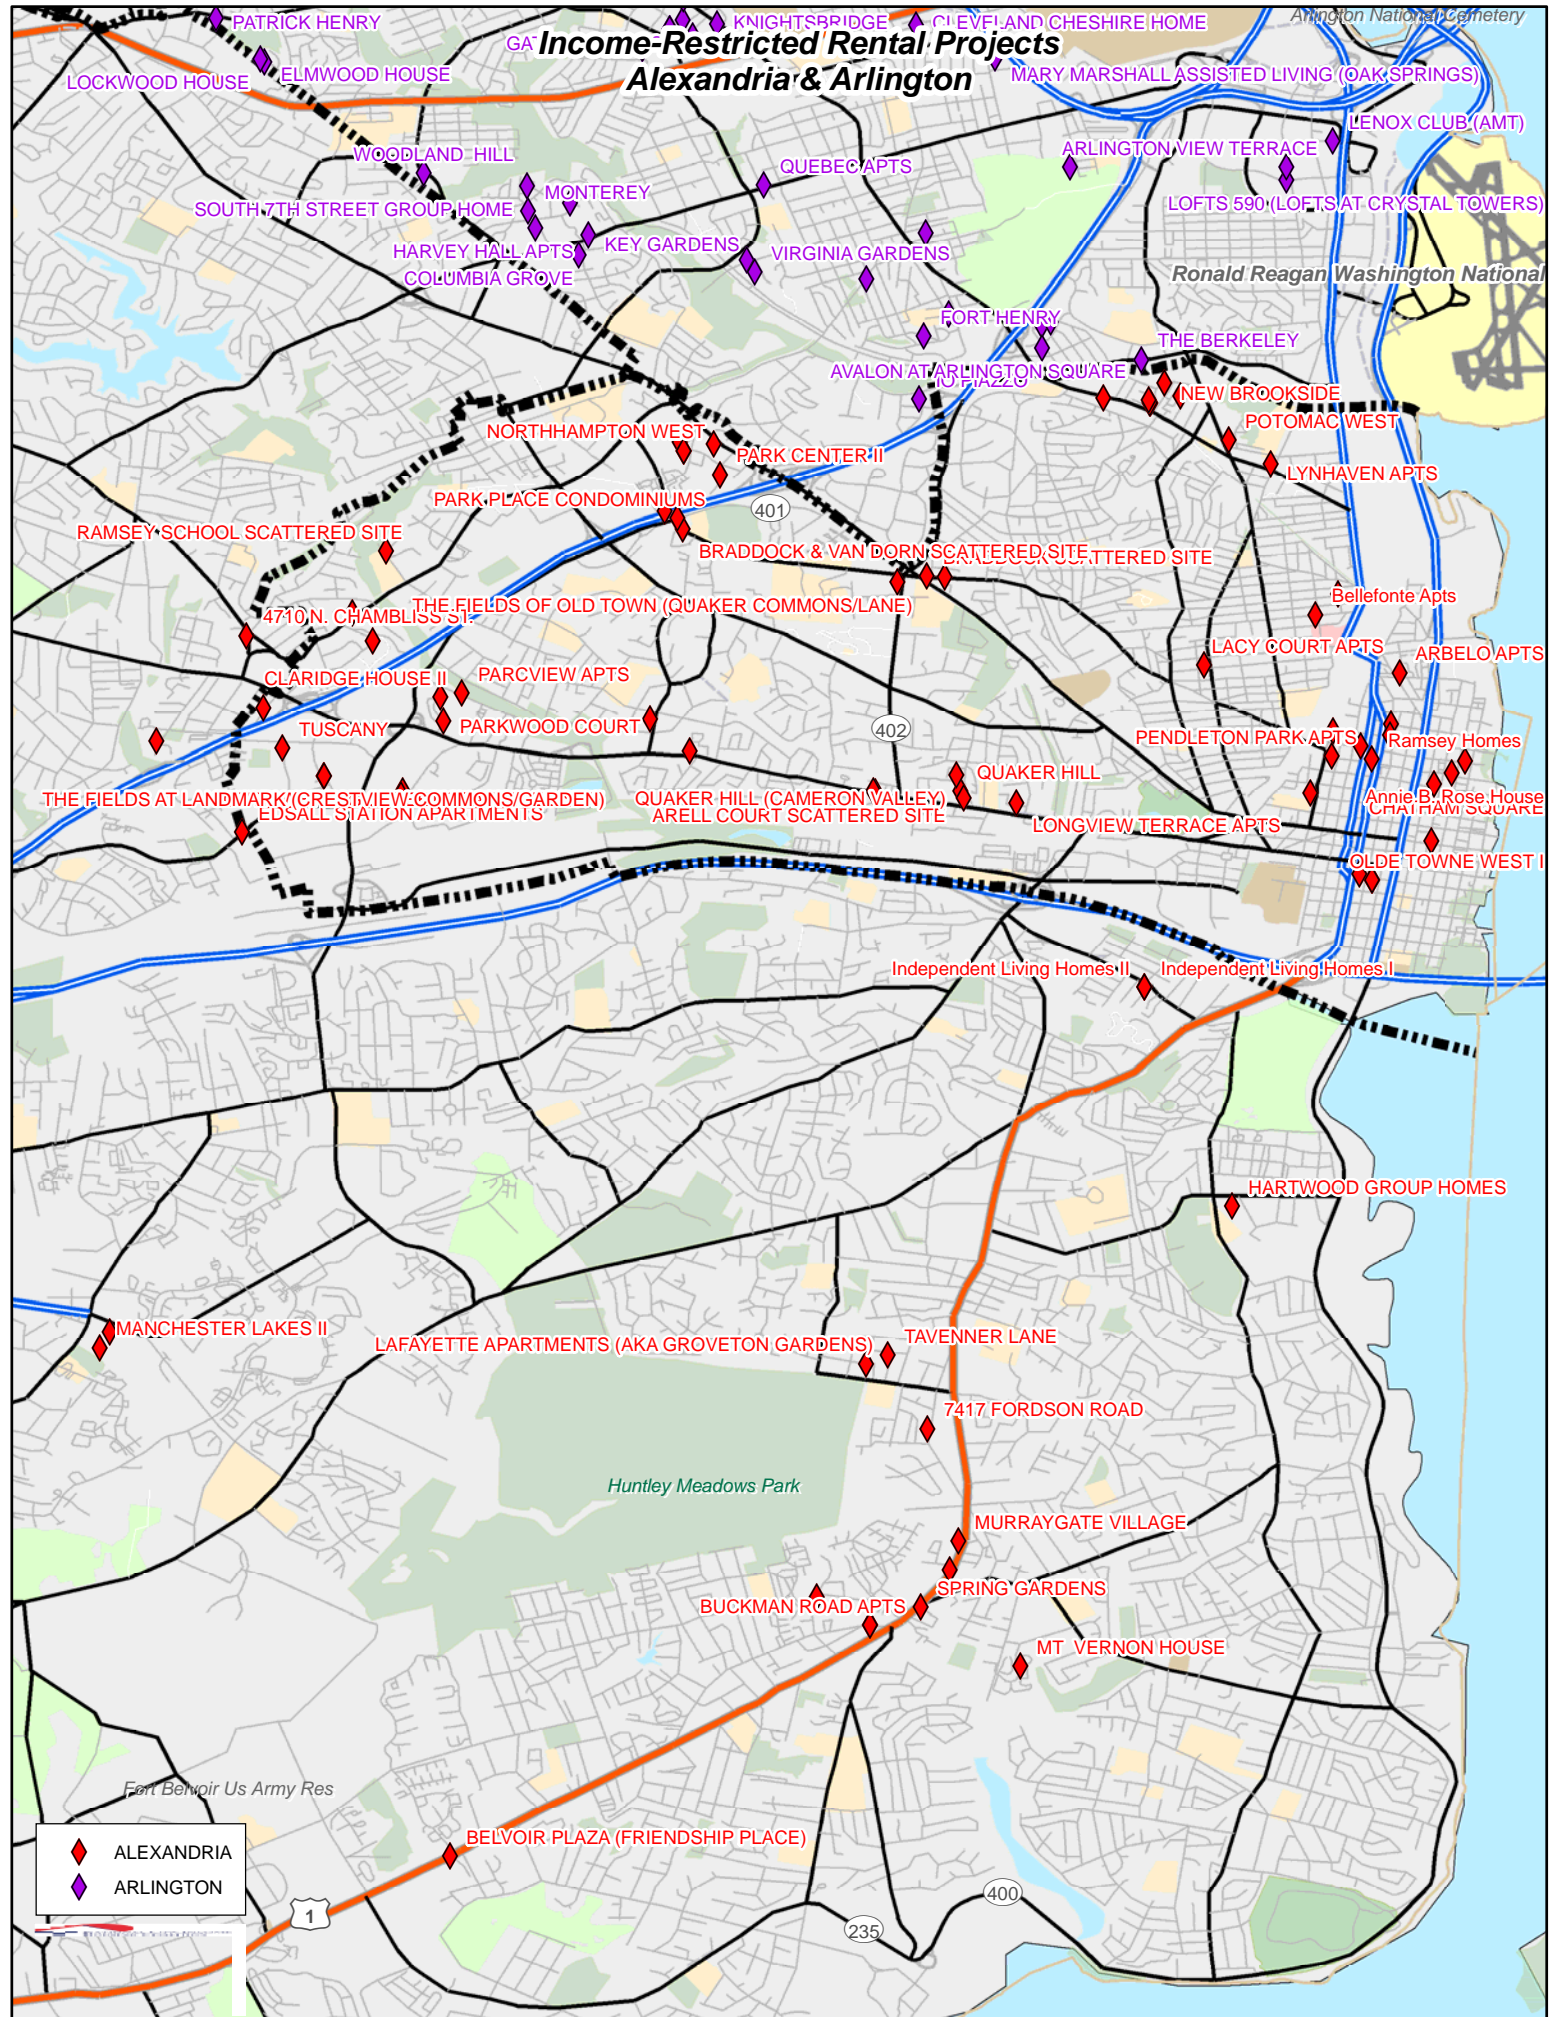 PATRICK HENRY
KNIGHTSBRIDGE
CLEVELAND CHESHIRE HOME
Arlington National Cemetery
Income-Restricted Rental Projects
Alexandria & Arlington
LOCKWOOD HOUSE
ELMWOOD HOUSE
MARY MARSHALL ASSISTED LIVING (OAK SPRINGS)
LENOX CLUB (AMT)
ARLINGTON VIEW TERRACE
WOODLAND HILL
QUEBEC APTS
MONTEREY
SOUTH 7TH STREET GROUP HOME
LOFTS 590 (LOFTS AT CRYSTAL TOWERS)
HARVEY HALL APTS
KEY GARDENS
VIRGINIA GARDENS
COLUMBIA GROVE
Ronald Reagan Washington National
FORT HENRY
THE BERKELEY
AVALON AT ARLINGTON SQUARE
IO PIAZZO
NEW BROOKSIDE
POTOMAC WEST
NORTHHAMPTON WEST
PARK CENTER II
LYNHAVEN APTS
PARK PLACE CONDOMINIUMS
401
RAMSEY SCHOOL SCATTERED SITE
BRADDOCK & VAN DORN SCATTERED SITE
BRADDOCK SCATTERED SITE
Bellefonte Apts
THE FIELDS OF OLD TOWN (QUAKER COMMONS/LANE)
4710 N. CHAMBLISS ST.
LACY COURT APTS
ARBELO APTS
CLARIDGE HOUSE II
PARCVIEW APTS
TUSCANY
PARKWOOD COURT
402
PENDLETON PARK APTS
Ramsey Homes
QUAKER HILL
THE FIELDS AT LANDMARK/(CRESTVIEW COMMONS/GARDEN)
QUAKER HILL (CAMERON VALLEY)
Annie B. Rose House
EDSALL STATION APARTMENTS
ARELL COURT SCATTERED SITE
CHATHAM SQUARE
LONGVIEW TERRACE APTS
OLDE TOWNE WEST I
Independent Living Homes II
Independent Living Homes I
HARTWOOD GROUP HOMES
MANCHESTER LAKES II
LAFAYETTE APARTMENTS (AKA GROVETON GARDENS)
TAVENNER LANE
7417 FORDSON ROAD
Huntley Meadows Park
MURRAYGATE VILLAGE
SPRING GARDENS
BUCKMAN ROAD APTS
MT VERNON HOUSE
Fort Belvoir Us Army Res
BELVOIR PLAZA (FRIENDSHIP PLACE)
ALEXANDRIA
ARLINGTON
400
1
235